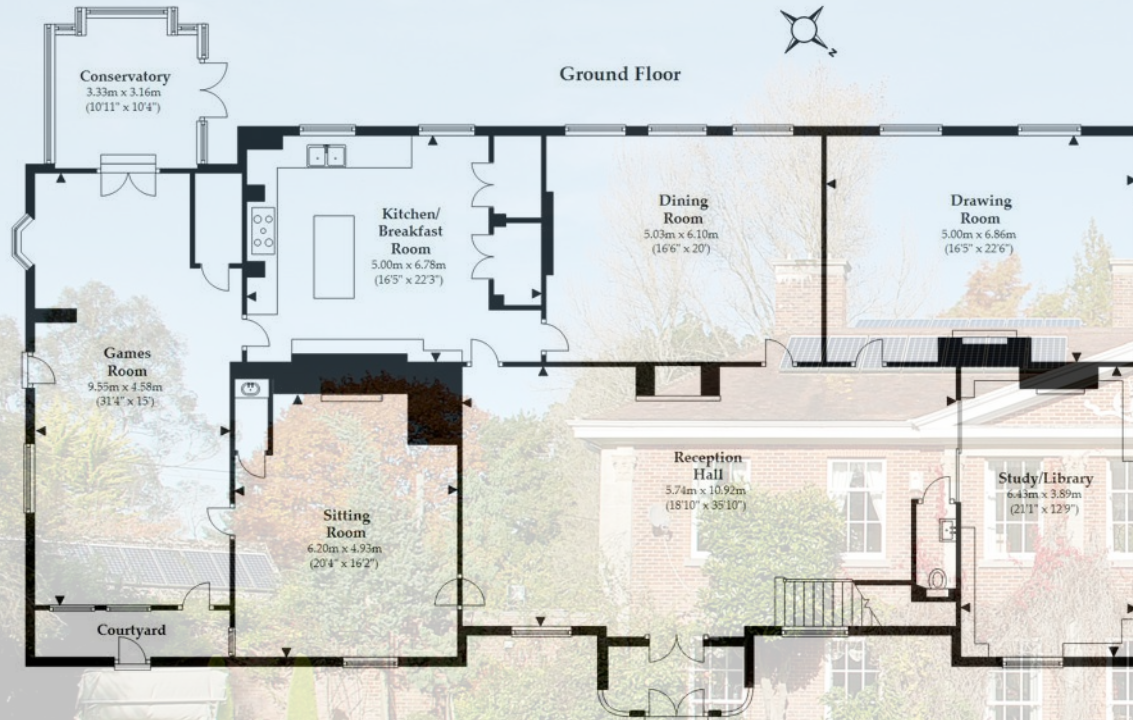 Ground Floor
N
Conservatory
3.33m x 3.16m
(10'11" x 10'4")
Kitchen/
Breakfast
Room
5.00m x 6.78m
(16'5" x 22'3")
Dining
Room
5.03m x 6.10m
(16'6" x 20')
Drawing
Room
5.00m x 6.86m
(16'5" x 22'6")
Games
Room
9.55m x 4.58m
(31'4" x 15')
Sitting
Room
6.20m x 4.93m
(20'4" x 16'2")
Reception
Hall
5.74m x 10.92m
(18'10" x 35'10")
Study/Library
6.43m x 3.89m
(21'1" x 12'9")
Courtyard